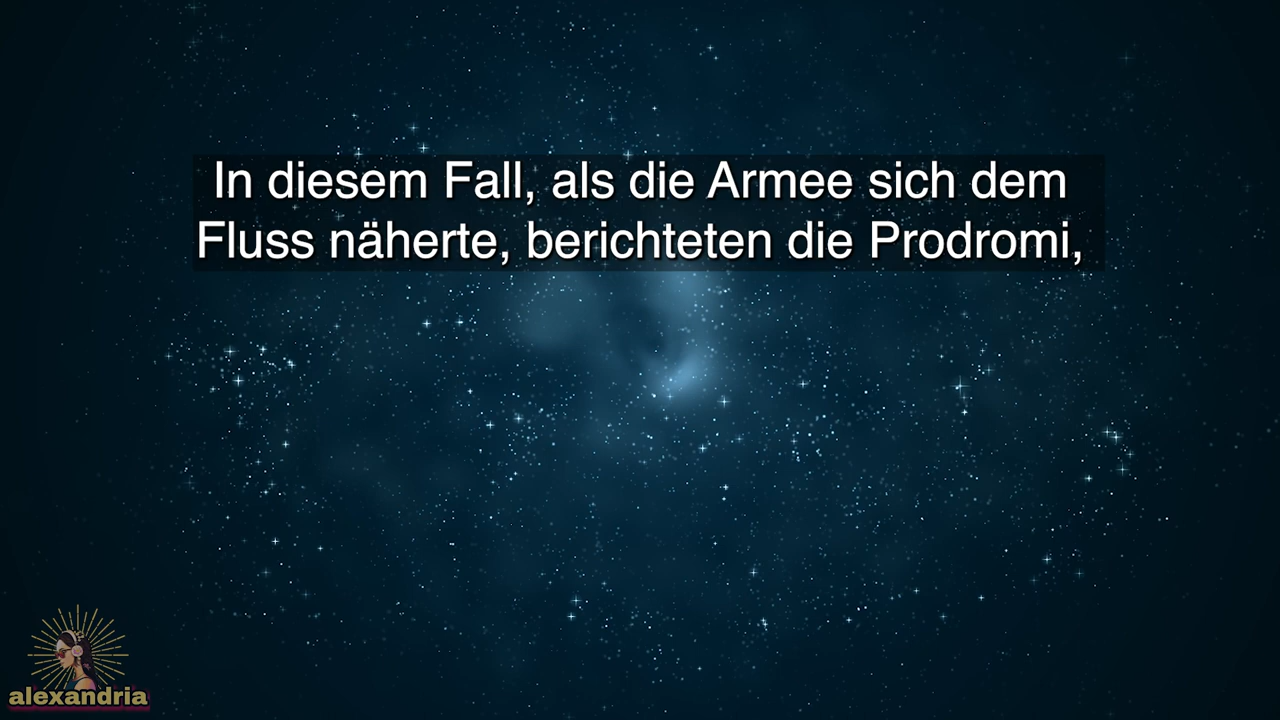 In diesem Fall, als die Armee sich dem
Fluss näherte, berichteten die Prodromi,
alexandria